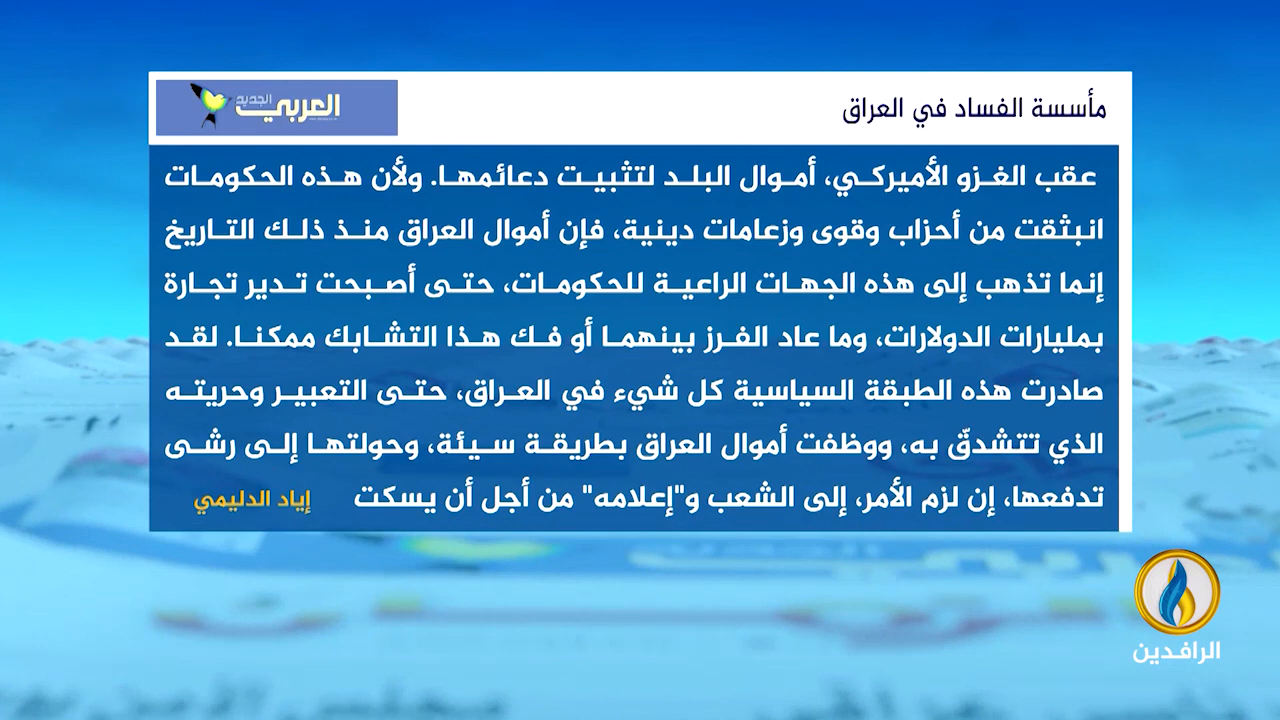 مأسسة الفساد في العراق
العربي الجديد
عقب الغزو الأميركي، أموال البلد لتثبيت دعائمها. ولأن هذه الحكومات
انبثقت من أحزاب وقوى وزعامات دينية، فإن أموال العراق منذ ذلك التاريخ
إنما تذهب إلى هذه الجهات الراعية للحكومات، حتى أصبحت تدير تجارة
بمليارات الدولارات، وما عاد الفرز بينهما أو فك هذا التشابك ممكنا. لقد
صادرت هذه الطبقة السياسية كل شيء في العراق، حتى التعبير وحريته
الذي تتشدّق به، ووظفت أموال العراق بطريقة سيئة، وحولتها إلى رشى
تدفعها، إن لزم الأمر، إلى الشعب و"إعلامه" من أجل أن يسكت
إياد الدليمي
الرافدين